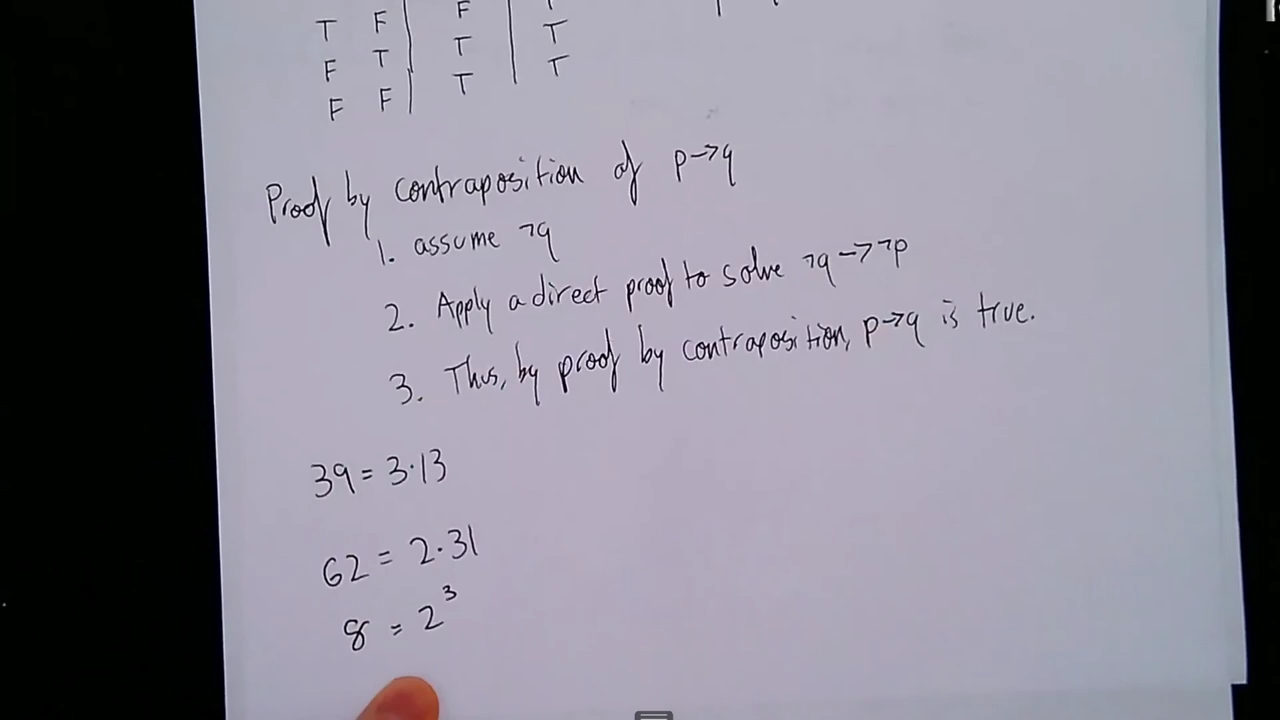 T F F
F T T T
F F T T
Proof by contraposition of p→q
1. assume ¬q
2. Apply a direct proof to solve ¬q→¬p
3. Thus, by proof by contraposition, p→q is true.
39 = 3·13
62 = 2·31
8 = 2³